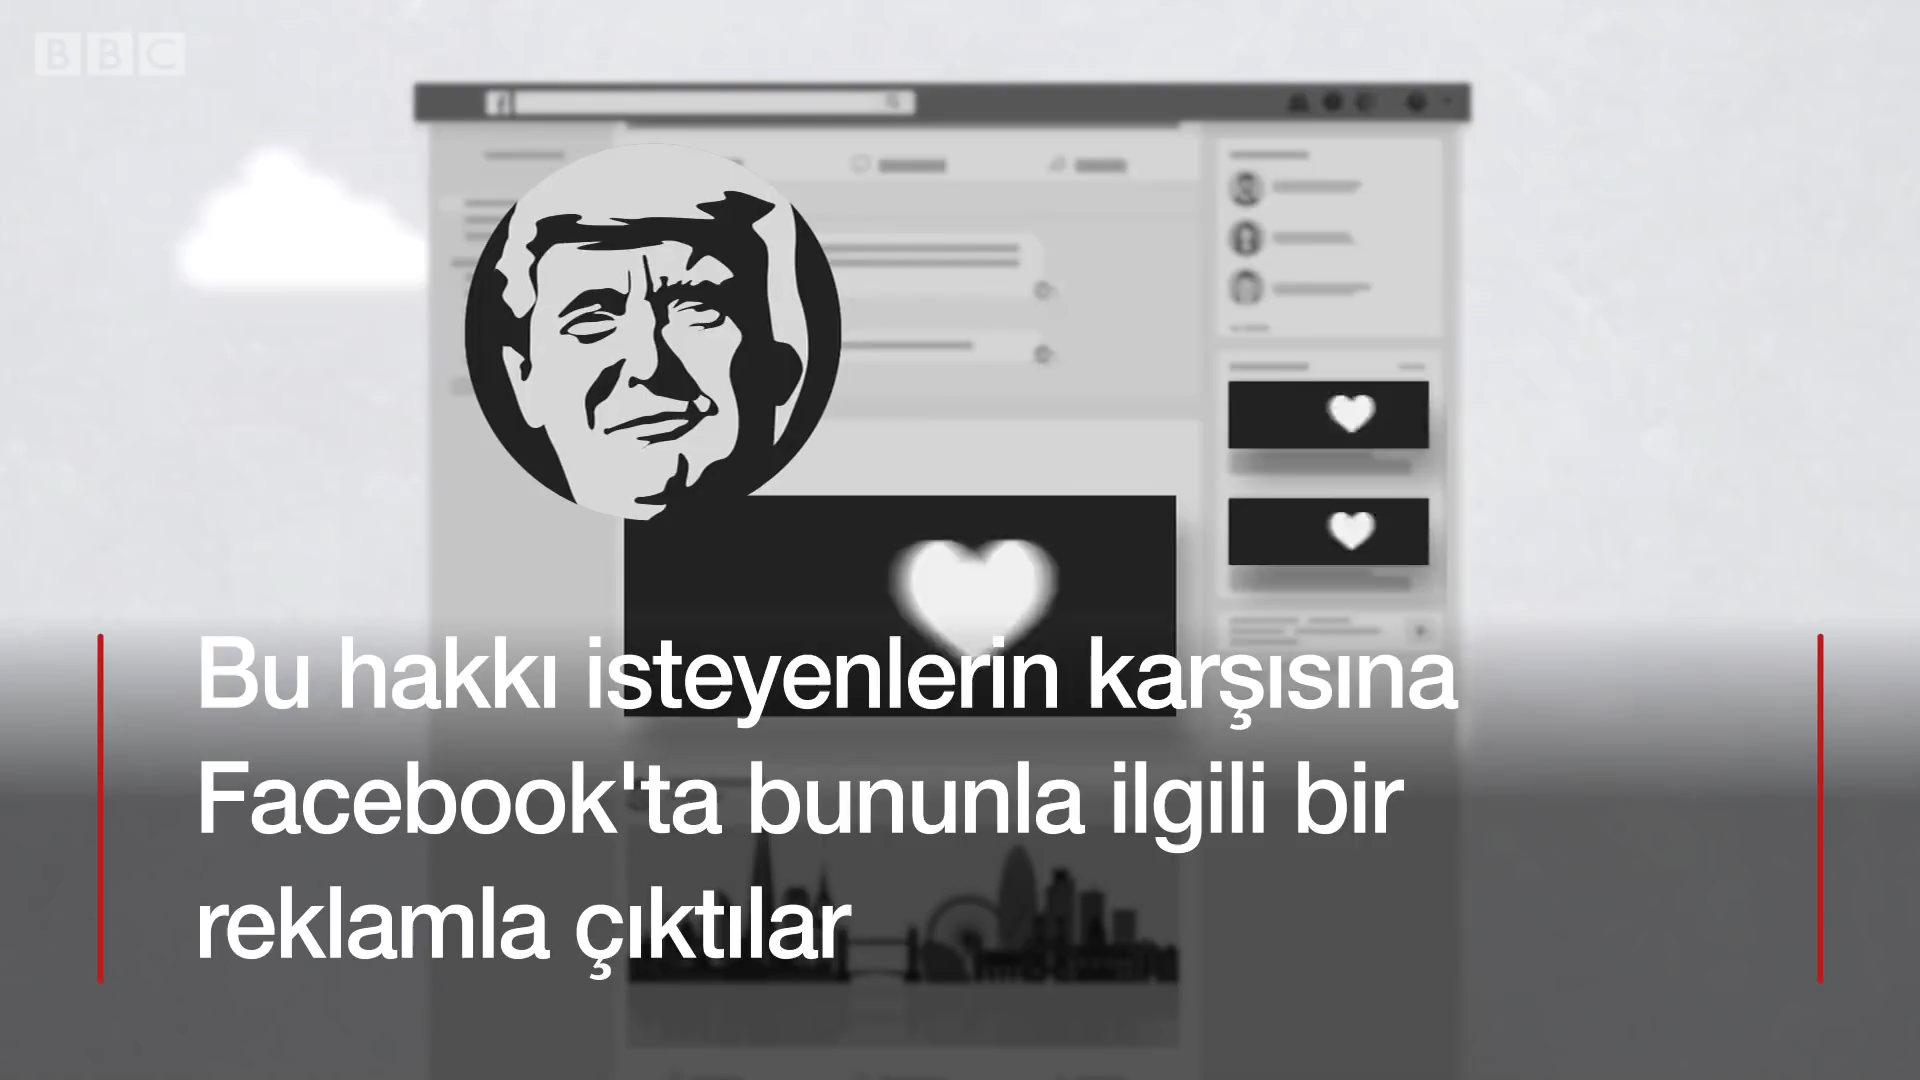 BBC
f
Bu hakkı isteyenlerin karşısına
Facebook'ta bununla ilgili bir
reklamla çıktılar